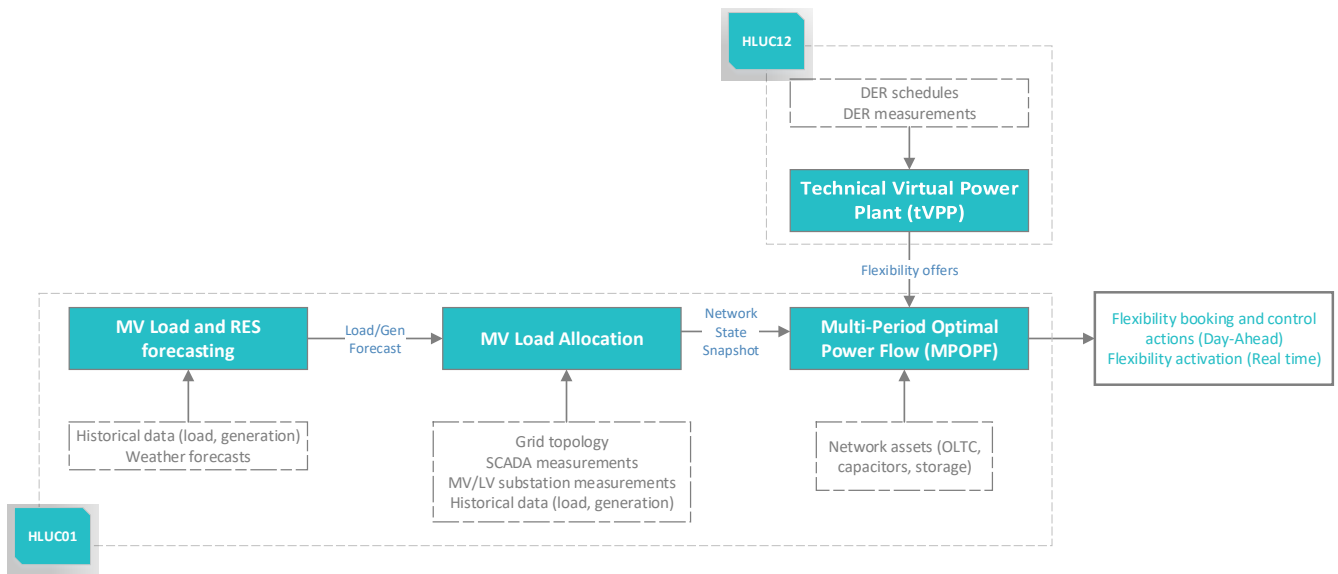 HLUC12
DER schedules
DER measurements
Technical Virtual Power
Plant (tVPP)
Flexibility offers
MV Load and RES
forecasting
Load/Gen
Forecast
MV Load Allocation
Network
State
Snapshot
Multi-Period Optimal
Power Flow (MPOPF)
Flexibility booking and control
actions (Day-Ahead)
Flexibility activation (Real time)
Historical data (load, generation)
Weather forecasts
Grid topology
SCADA measurements
MV/LV substation measurements
Historical data (load, generation)
Network assets (OLTC,
capacitors, storage)
HLUC01